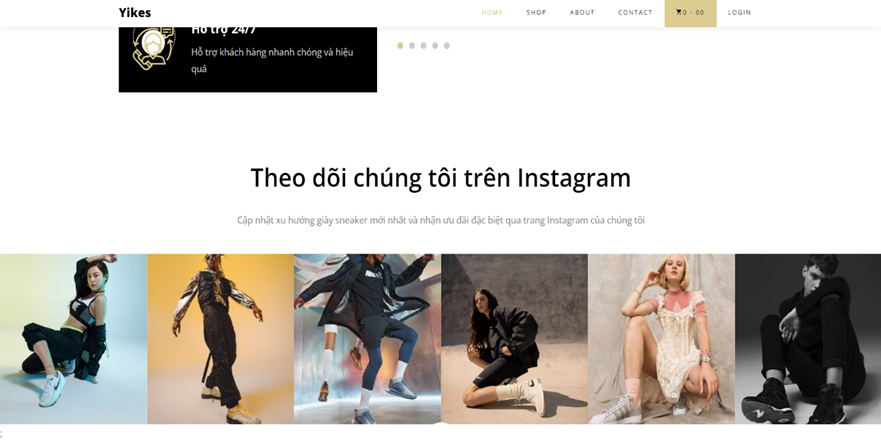 Yikes
HOME SHOP ABOUT CONTACT 0 - 00 LOGIN
Hỗ trợ 24/7
Hỗ trợ khách hàng nhanh chóng và hiệu
quả
Theo dõi chúng tôi trên Instagram
Cập nhật xu hướng giày sneaker mới nhất và nhận ưu đãi đặc biệt qua trang Instagram của chúng tôi
;